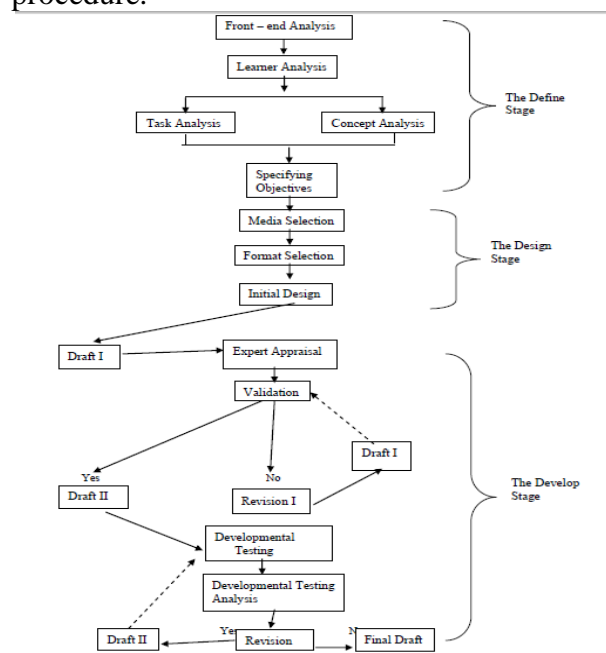 procedure.
Front – end Analysis
Learner Analysis
Task Analysis
Concept Analysis
The Define
Stage
Specifying
Objectives
Media Selection
Format Selection
Initial Design
The Design
Stage
Draft I
Expert Appraisal
Validation
Draft I
Yes
No
Draft II
Revision I
The Develop
Stage
Developmental
Testing
Developmental Testing
Analysis
Draft II
Yes
Revision
Final Draft